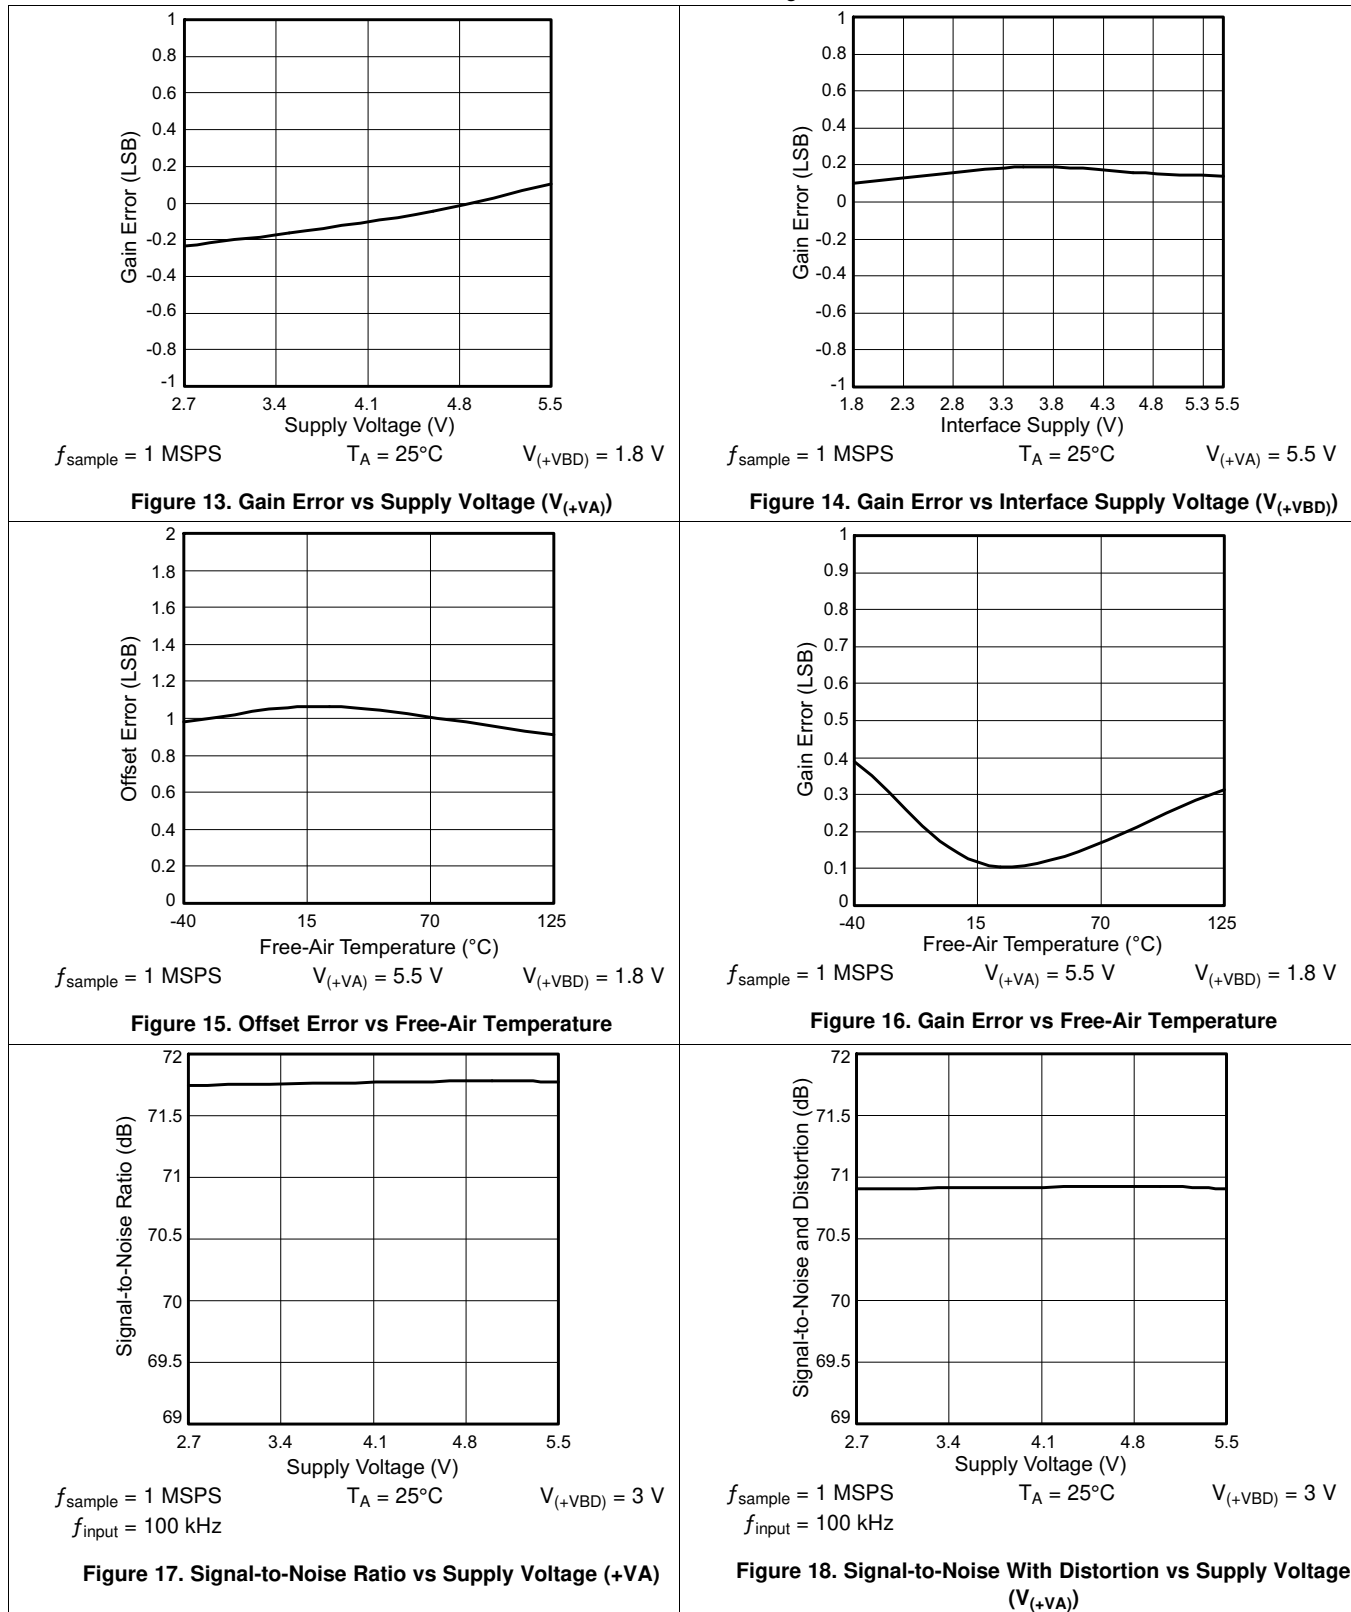 1
0.8
0.6
0.4
0.2
0
-0.2
-0.4
-0.6
-0.8
-1
Gain Error (LSB)
2.7 3.4 4.1 4.8 5.5
Supply Voltage (V)
fsample = 1 MSPS TA = 25°C V(+VBD) = 1.8 V
Figure 13. Gain Error vs Supply Voltage (V(+VA))
1
0.8
0.6
0.4
0.2
0
-0.2
-0.4
-0.6
-0.8
-1
Gain Error (LSB)
1.8 2.3 2.8 3.3 3.8 4.3 4.8 5.3 5.5
Interface Supply (V)
fsample = 1 MSPS TA = 25°C V(+VA) = 5.5 V
Figure 14. Gain Error vs Interface Supply Voltage (V(+VBD))
2
1.8
1.6
1.4
1.2
1
0.8
0.6
0.4
0.2
0
Offset Error (LSB)
-40 15 70 125
Free-Air Temperature (°C)
fsample = 1 MSPS V(+VA) = 5.5 V V(+VBD) = 1.8 V
Figure 15. Offset Error vs Free-Air Temperature
1
0.9
0.8
0.7
0.6
0.5
0.4
0.3
0.2
0.1
0
Gain Error (LSB)
-40 15 70 125
Free-Air Temperature (°C)
fsample = 1 MSPS V(+VA) = 5.5 V V(+VBD) = 1.8 V
Figure 16. Gain Error vs Free-Air Temperature
72
71.5
71
70.5
70
69.5
69
Signal-to-Noise Ratio (dB)
2.7 3.4 4.1 4.8 5.5
Supply Voltage (V)
fsample = 1 MSPS TA = 25°C V(+VBD) = 3 V
finput = 100 kHz
Figure 17. Signal-to-Noise Ratio vs Supply Voltage (+VA)
72
71.5
71
70.5
70
69.5
69
Signal-to-Noise and Distortion (dB)
2.7 3.4 4.1 4.8 5.5
Supply Voltage (V)
fsample = 1 MSPS TA = 25°C V(+VBD) = 3 V
finput = 100 kHz
Figure 18. Signal-to-Noise With Distortion vs Supply Voltage
(V(+VA))